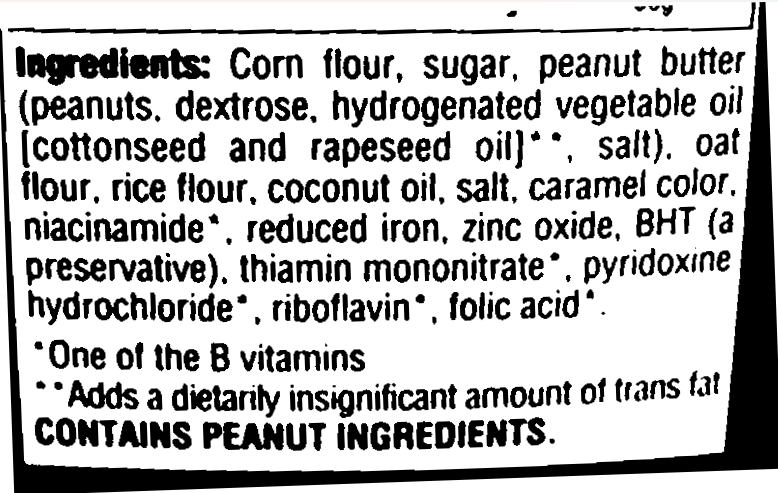 Ingredients: Corn flour, sugar, peanut butter
(peanuts, dextrose, hydrogenated vegetable oil
[cottonseed and rapeseed oil]**, salt), oat
flour, rice flour, coconut oil, salt, caramel color,
niacinamide*, reduced iron, zinc oxide, BHT (a
preservative), thiamin mononitrate*, pyridoxine
hydrochloride*, riboflavin*, folic acid*.
*One of the B vitamins
**Adds a dietarily insignificant amount of trans fat
CONTAINS PEANUT INGREDIENTS.